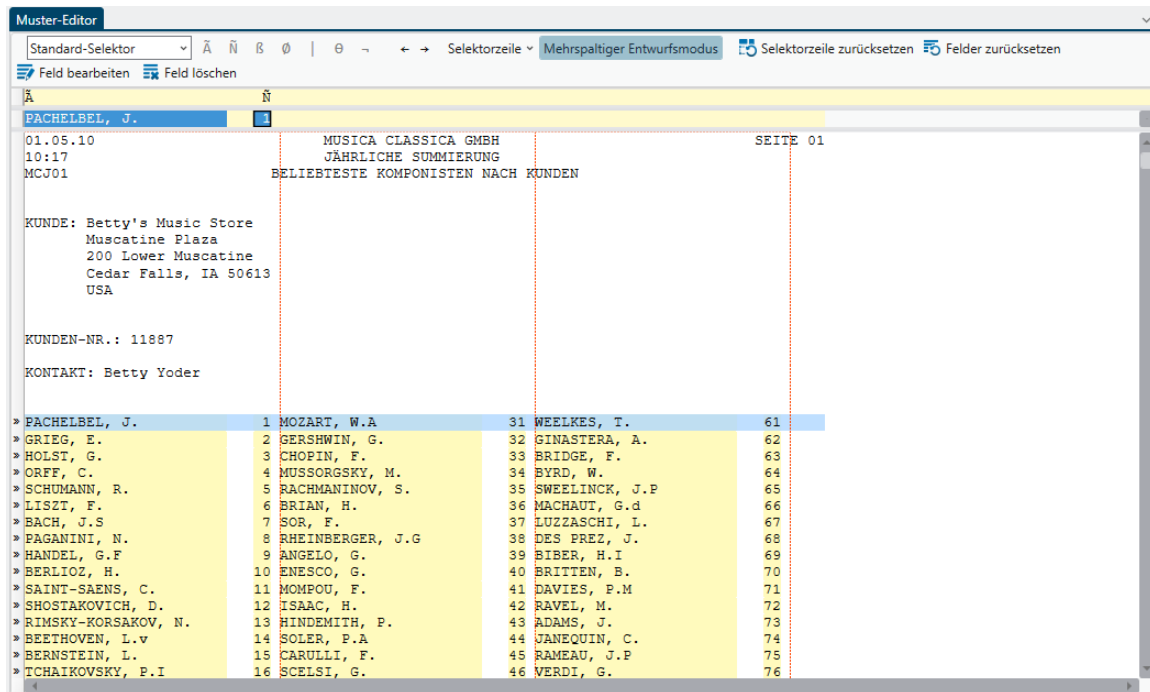 Muster-Editor
Standard-Selektor Ã Ñ ß Ø | θ ¬ ← → Selektorzeile Mehrspaltiger Entwurfsmodus Selektorzeile zurücksetzen Felder zurücksetzen
Feld bearbeiten Feld löschen
Ã Ñ
PACHELBEL, J. 1
01.05.10 MUSICA CLASSICA GMBH SEITE 01
10:17 JÄHRLICHE SUMMIERUNG
MCJ01 BELIEBTESTE KOMPONISTEN NACH KUNDEN
KUNDE: Betty's Music Store
Muscatine Plaza
200 Lower Muscatine
Cedar Falls, IA 50613
USA
KUNDEN-NR.: 11887
KONTAKT: Betty Yoder
» PACHELBEL, J. 1 MOZART, W.A 31 WEELKES, T. 61
» GRIEG, E. 2 GERSHWIN, G. 32 GINASTERA, A. 62
» HOLST, G. 3 CHOPIN, F. 33 BRIDGE, F. 63
» ORFF, C. 4 MUSSORGSKY, M. 34 BYRD, W. 64
» SCHUMANN, R. 5 RACHMANINOV, S. 35 SWEELINCK, J.P 65
» LISZT, F. 6 BRIAN, H. 36 MACHAUT, G.d 66
» BACH, J.S 7 SOR, F. 37 LUZZASCHI, L. 67
» PAGANINI, N. 8 RHEINBERGER, J.G 38 DES PREZ, J. 68
» HANDEL, G.F 9 ANGELO, G. 39 BIBER, H.I 69
» BERLIOZ, H. 10 ENESCO, G. 40 BRITTEN, B. 70
» SAINT-SAENS, C. 11 MOMPOU, F. 41 DAVIES, P.M 71
» SHOSTAKOVICH, D. 12 ISAAC, H. 42 RAVEL, M. 72
» RIMSKY-KORSAKOV, N. 13 HINDEMITH, P. 43 ADAMS, J. 73
» BEETHOVEN, L.v 14 SOLER, P.A 44 JANEQUIN, C. 74
» BERNSTEIN, L. 15 CARULLI, F. 45 RAMEAU, J.P 75
» TCHAIKOVSKY, P.I 16 SCELSI, G. 46 VERDI, G. 76